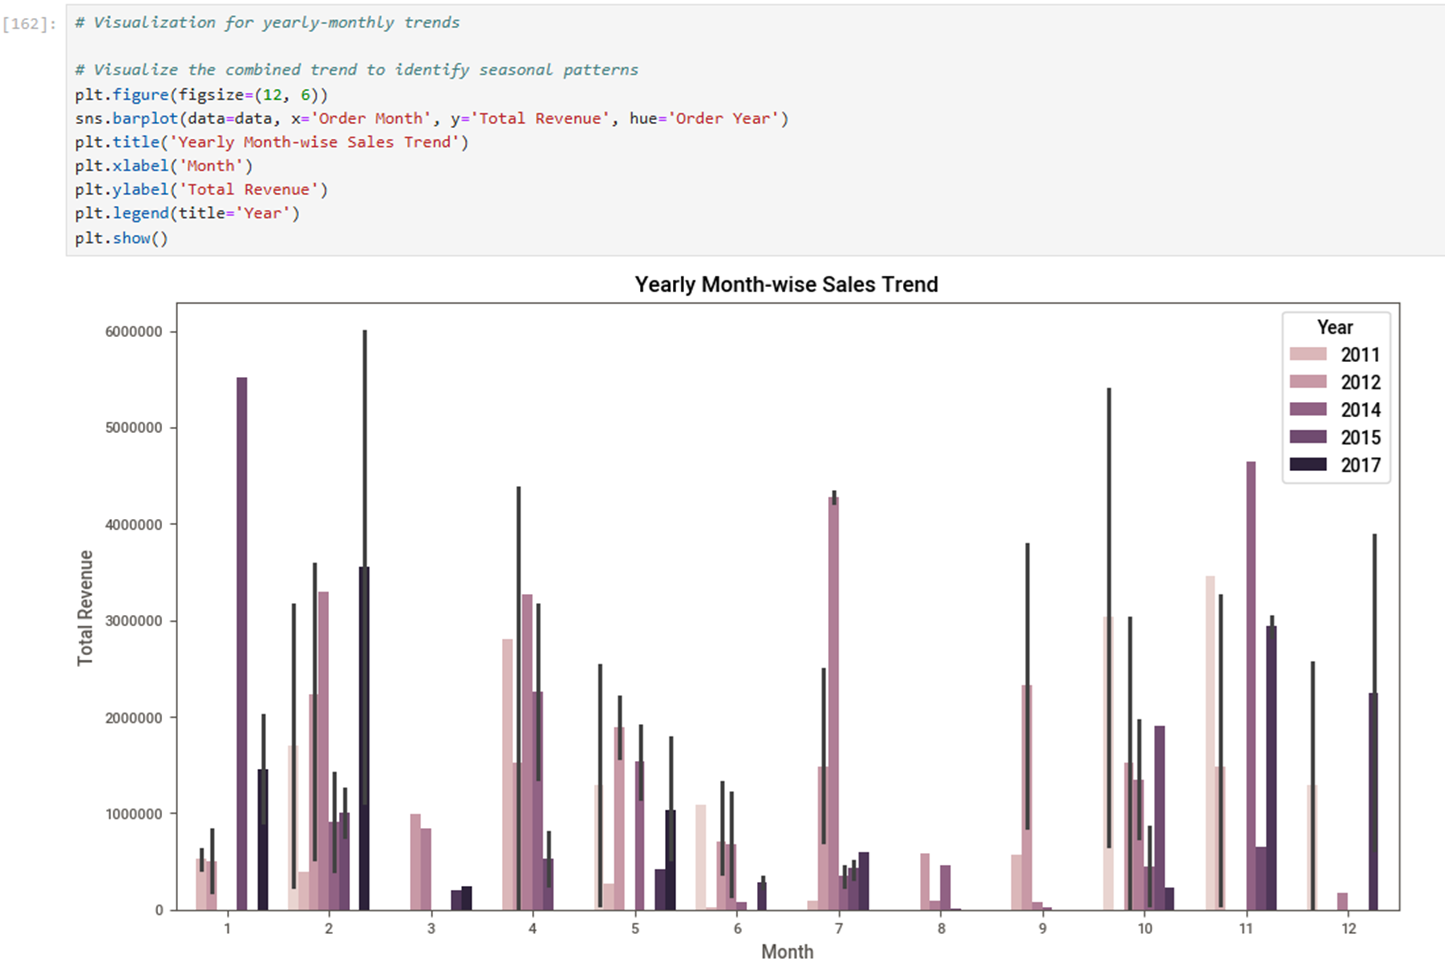 [162]:
# Visualization for yearly-monthly trends
# Visualize the combined trend to identify seasonal patterns
plt.figure(figsize=(12, 6))
sns.barplot(data=data, x='Order Month', y='Total Revenue', hue='Order Year')
plt.title('Yearly Month-wise Sales Trend')
plt.xlabel('Month')
plt.ylabel('Total Revenue')
plt.legend(title='Year')
plt.show()
Yearly Month-wise Sales Trend
Total Revenue
6000000
5000000
4000000
3000000
2000000
1000000
0
Year
2011
2012
2014
2015
2017
1 2 3 4 5 6 7 8 9 10 11 12
Month